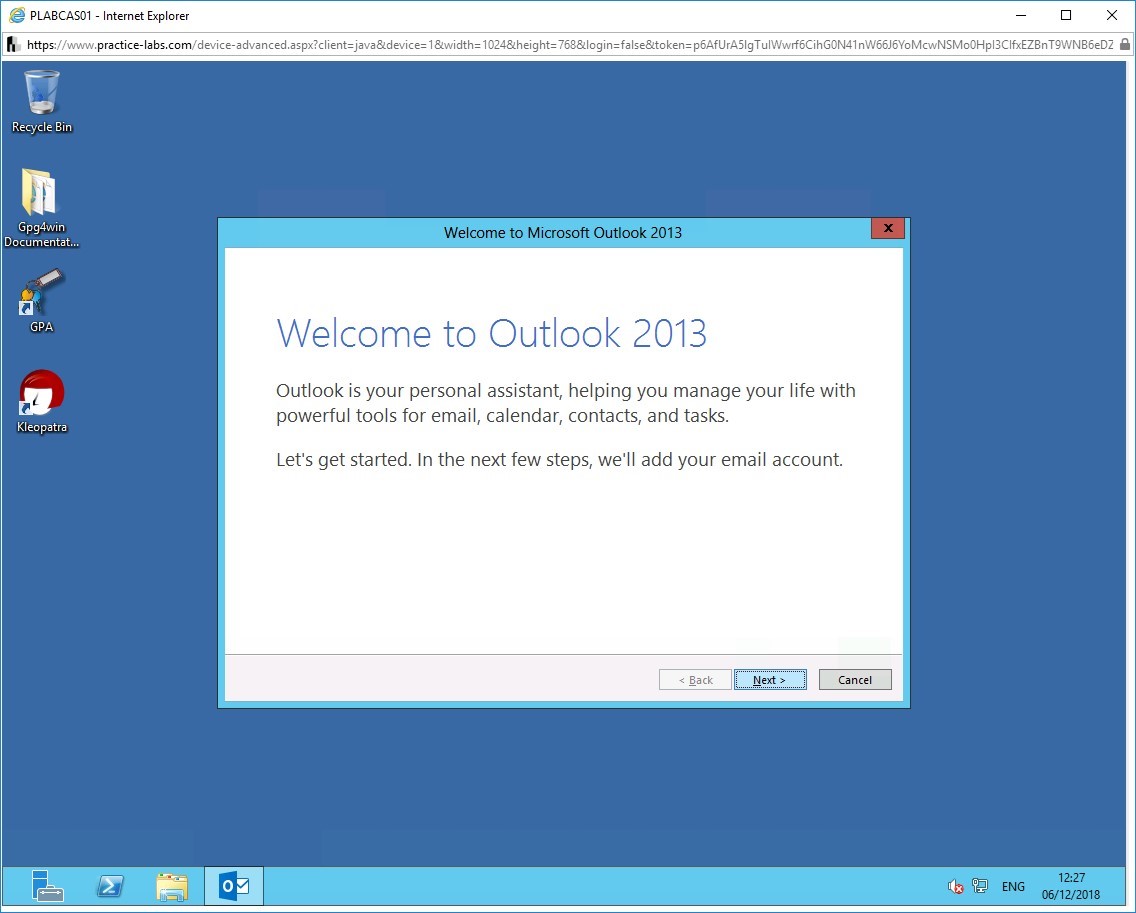 PLABCAS01 - Internet Explorer
https://www.practice-labs.com/device-advanced.aspx?client=java&device=1&width=1024&height=768&login=false&token=
Recycle Bin
Gpg4win
Documentat...
GPA
Kleopatra
Welcome to Microsoft Outlook 2013
x
Welcome to Outlook 2013
Outlook is your personal assistant, helping you manage your life with
powerful tools for email, calendar, contacts, and tasks.
Let's get started. In the next few steps, we'll add your email account.
< Back
Next >
Cancel
ENG
12:27
06/12/2018